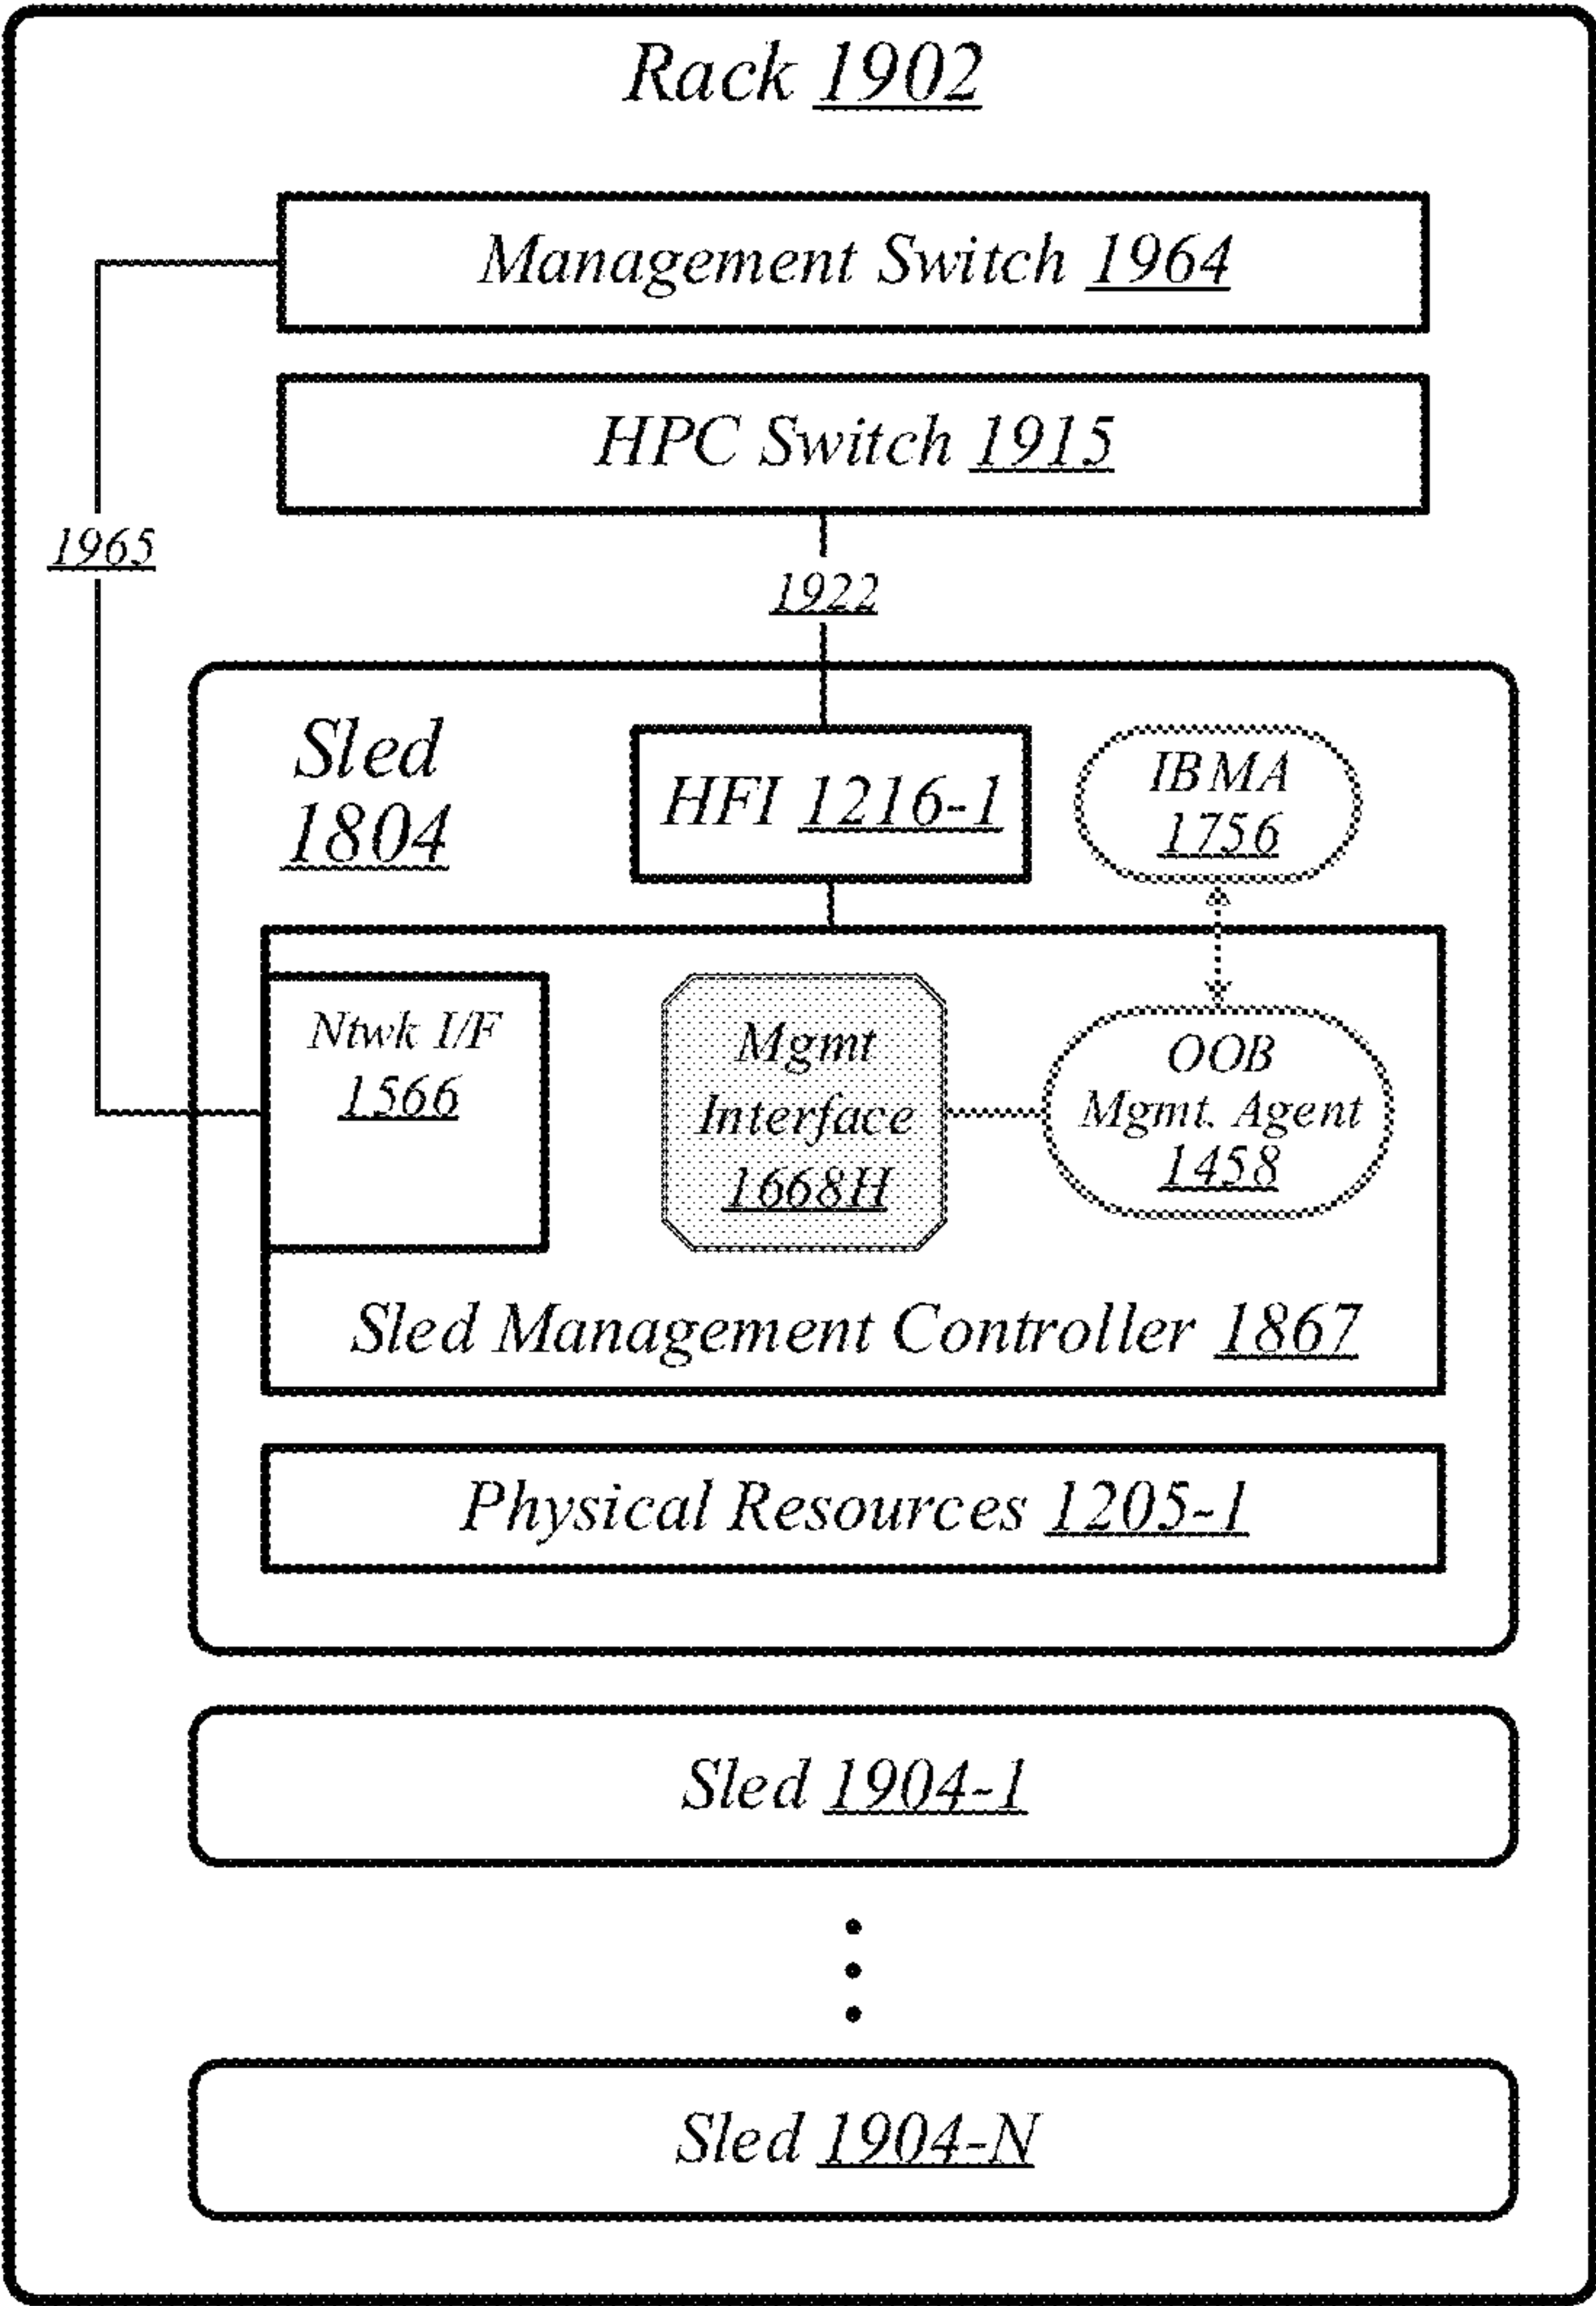 Rack 1902
Management Switch 1964
HPC Switch 1915
1965
1922
Sled
1804
HFI 1216-1
IBMA
1756
Ntwk I/F
1566
Mgmt
Interface
1668H
OOB
Mgmt. Agent
1458
Sled Management Controller 1867
Physical Resources 1205-1
Sled 1904-1
Sled 1904-N